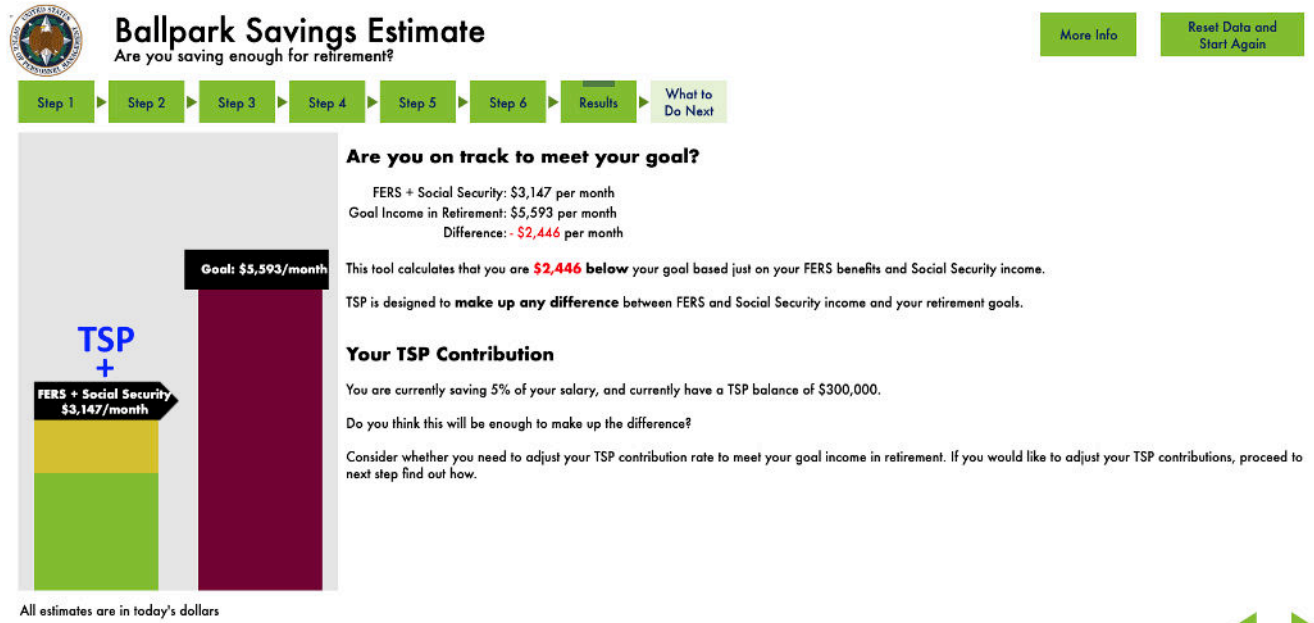 UNITED STATES
OFFICE OF PERSONNEL MANAGEMENT
Ballpark Savings Estimate
Are you saving enough for retirement?
More Info
Reset Data and
Start Again
Step 1
Step 2
Step 3
Step 4
Step 5
Step 6
Results
What to
Do Next
Goal: $5,593/month
TSP
+
FERS + Social Security
$3,147/month
Are you on track to meet your goal?
FERS + Social Security: $3,147 per month
Goal Income in Retirement: $5,593 per month
Difference: - $2,446 per month
This tool calculates that you are $2,446 below your goal based just on your FERS benefits and Social Security income.
TSP is designed to make up any difference between FERS and Social Security income and your retirement goals.
Your TSP Contribution
You are currently saving 5% of your salary, and currently have a TSP balance of $300,000.
Do you think this will be enough to make up the difference?
Consider whether you need to adjust your TSP contribution rate to meet your goal income in retirement. If you would like to adjust your TSP contributions, proceed to
next step find out how.
All estimates are in today's dollars